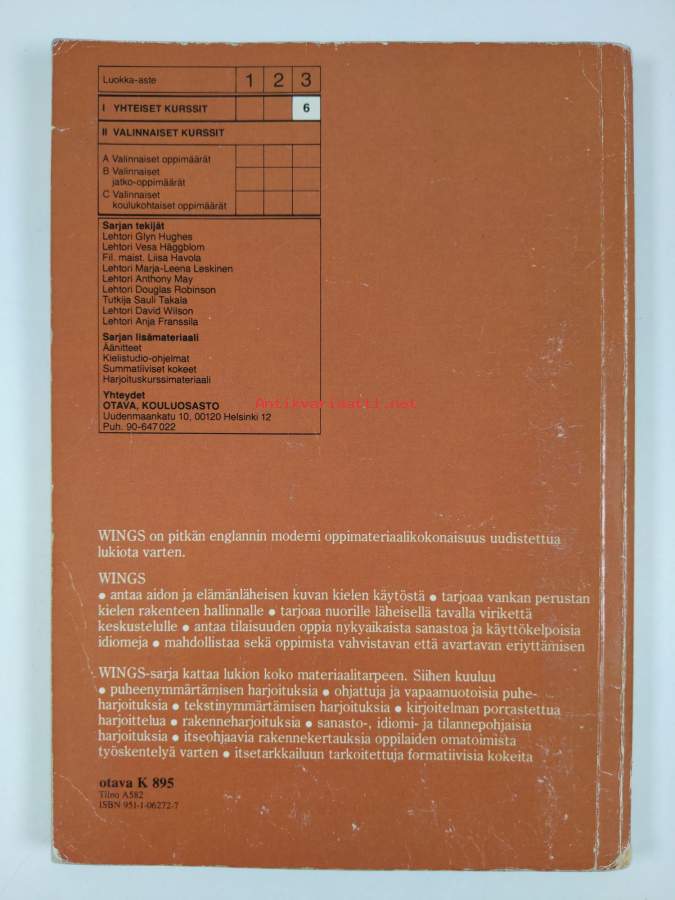 Luokka-aste 1 2 3
I YHTEISET KURSSIT 6
II VALINNAISET KURSSIT
A Valinnaiset oppimäärät
B Valinnaiset
jatko-oppimäärät
C Valinnaiset
koulukohtaiset oppimäärät
Sarjan tekijät
Lehtori Glyn Hughes
Lehtori Vesa Häggblom
Fil. maist. Liisa Havola
Lehtori Marja-Leena Leskinen
Lehtori Anthony May
Lehtori Douglas Robinson
Tutkija Sauli Takala
Lehtori David Wilson
Lehtori Anja Franssila
Sarjan lisämateriaali
Äänitteet
Kielistudio-ohjelmat
Summatiiviset kokeet
Harjoituskurssimateriaali
Yhteydet
OTAVA, KOULUOSASTO
Uudenmaankatu 10, 00120 Helsinki 12
Puh. 90-647 022
Antikvariaatti.net
WINGS on pitkän englannin moderni oppimateriaalikokonaisuus uudistettua
lukiota varten.
WINGS
● antaa aidon ja elämänläheisen kuvan kielen käytöstä ● tarjoaa vankan perustan
kielen rakenteen hallinnalle ● tarjoaa nuorille läheisellä tavalla virikettä
keskustelulle ● antaa tilaisuuden oppia nykyaikaista sanastoa ja käyttökelpoisia
idiomeja ● mahdollistaa sekä oppimista vahvistavan että avartavan eriyttämisen
WINGS-sarja kattaa lukion koko materiaalitarpeen. Siihen kuuluu
● puheenymmärtämisen harjoituksia ● ohjattuja ja vapaamuotoisia puhe-
harjoituksia ● tekstinymmärtämisen harjoituksia ● kirjoitelman porrastettua
harjoittelua ● rakenneharjoituksia ● sanasto-, idiomi- ja tilannepohjaisia
harjoituksia ● itseohjaavia rakennekertauksia oppilaiden omatoimista
työskentelyä varten ● itsetarkkailuun tarkoitettuja formatiivisia kokeita
otava K 895
Tilno A582
ISBN 951-1-06272-7